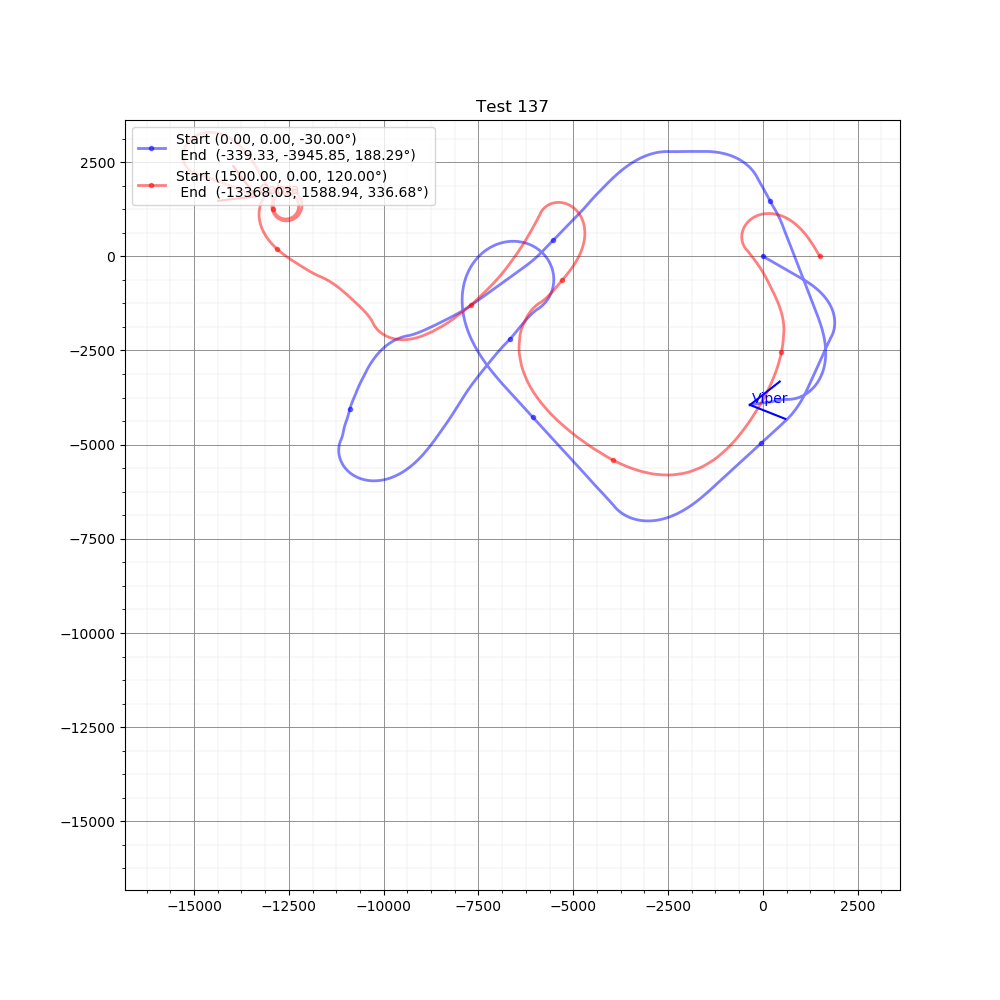 Test 137
Start (0.00, 0.00, -30.00°)
End (-339.33, -3945.85, 188.29°)
Start (1500.00, 0.00, 120.00°)
End (-13368.03, 1588.94, 336.68°)
2500
0
−2500
−5000
−7500
−10000
−12500
−15000
Viper
−15000 −12500 −10000 −7500 −5000 −2500 0 2500